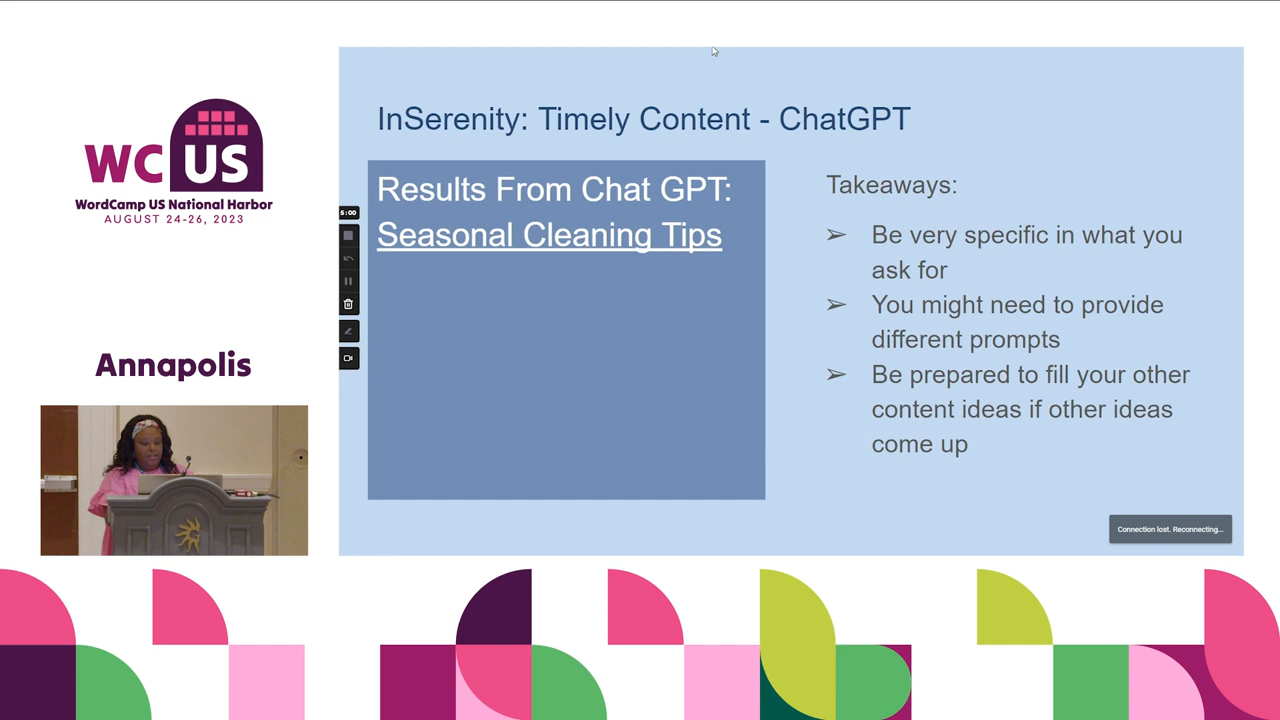 WC US
WordCamp US National Harbor
AUGUST 24-26, 2023
Annapolis
InSerenity: Timely Content - ChatGPT
Results From Chat GPT:
Seasonal Cleaning Tips
5:00
Takeaways:
➢ Be very specific in what you
ask for
➢ You might need to provide
different prompts
➢ Be prepared to fill your other
content ideas if other ideas
come up
Connection lost. Reconnecting...